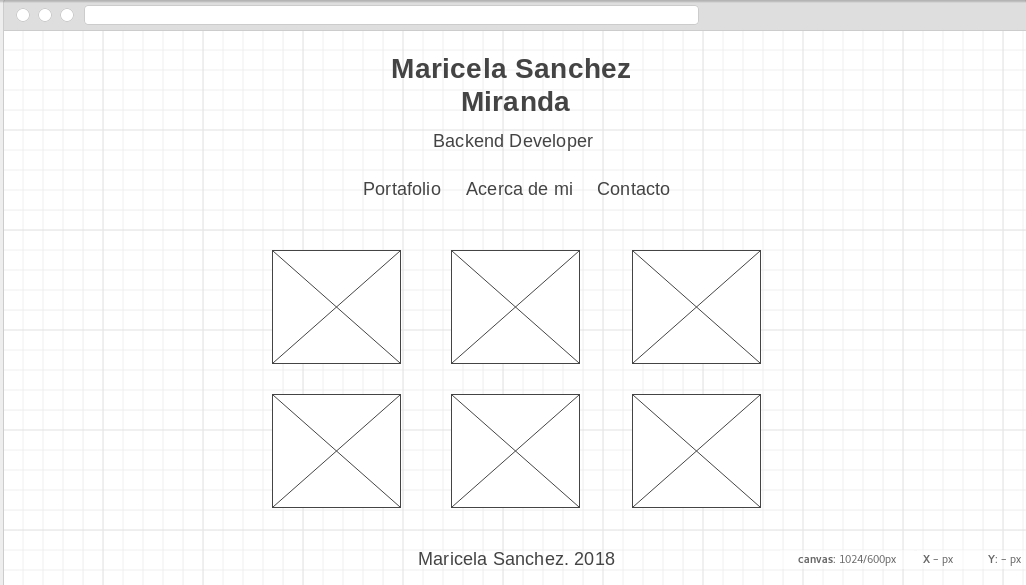 Maricela Sanchez
Miranda
Backend Developer
Portafolio Acerca de mi Contacto
Maricela Sanchez. 2018
canvas: 1024/600px X – px Y: – px